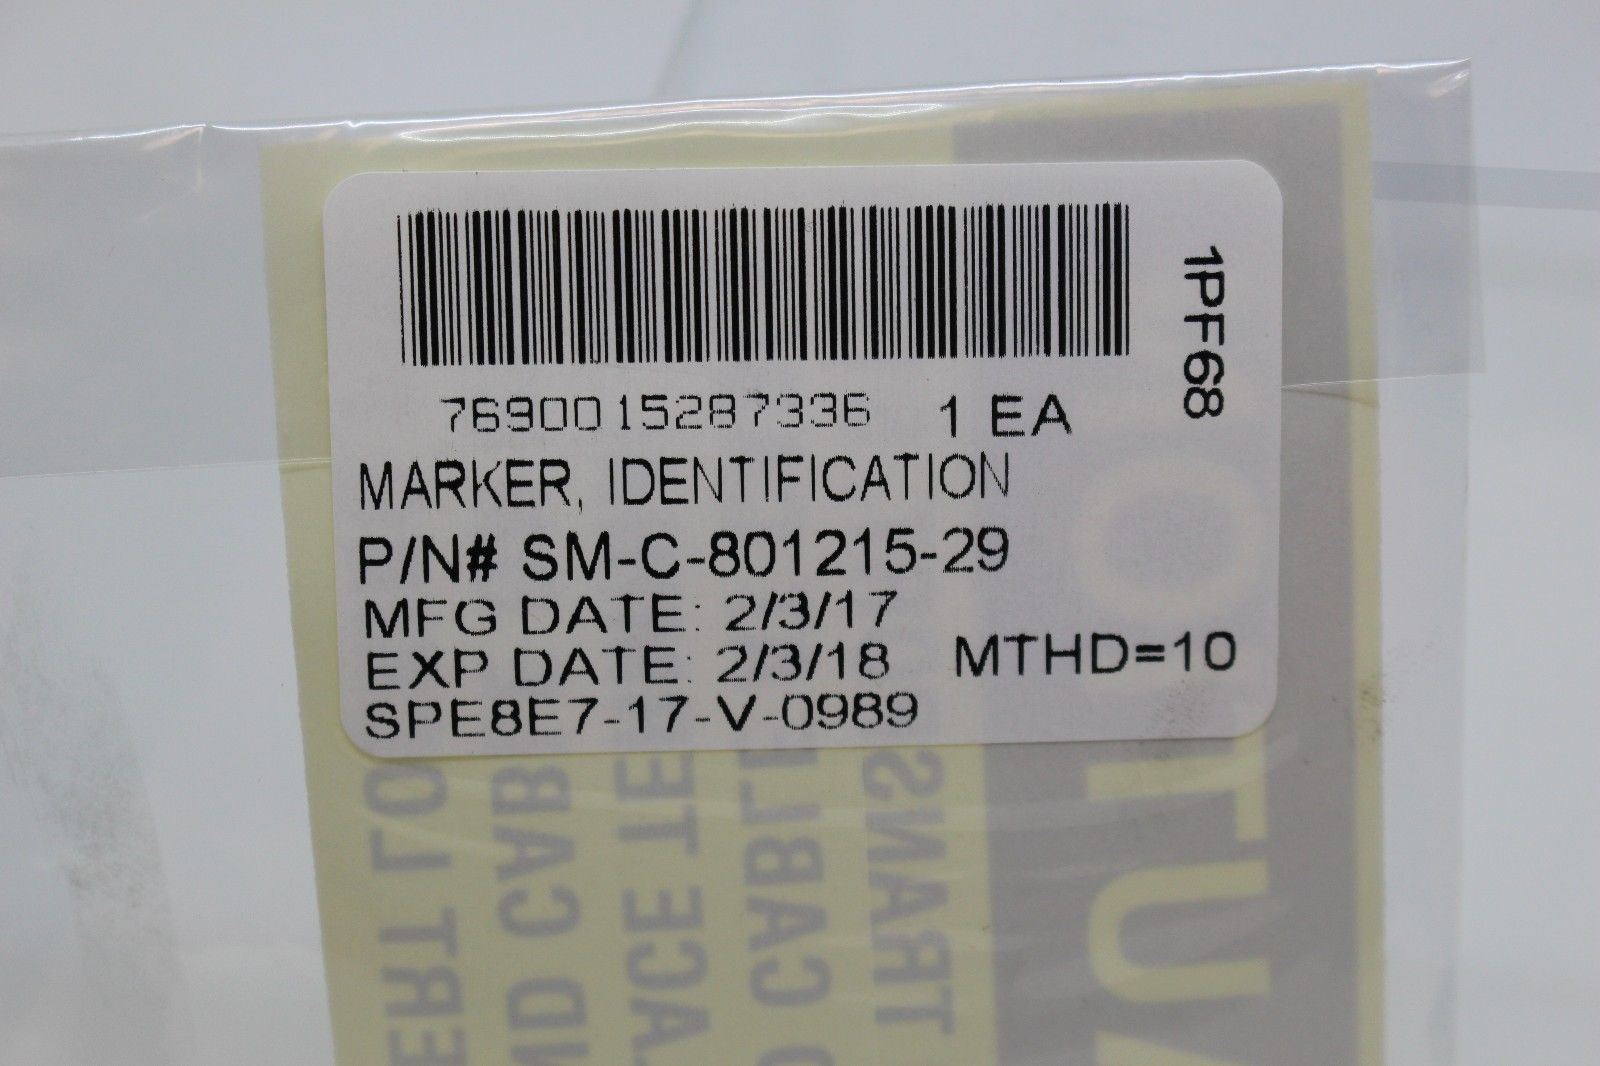 7690015287336 1 EA
1PF68
MARKER, IDENTIFICATION
P/N# SM-C-801215-29
MFG DATE: 2/3/17
EXP DATE: 2/3/18 MTHD=10
SPE8E7-17-V-0989